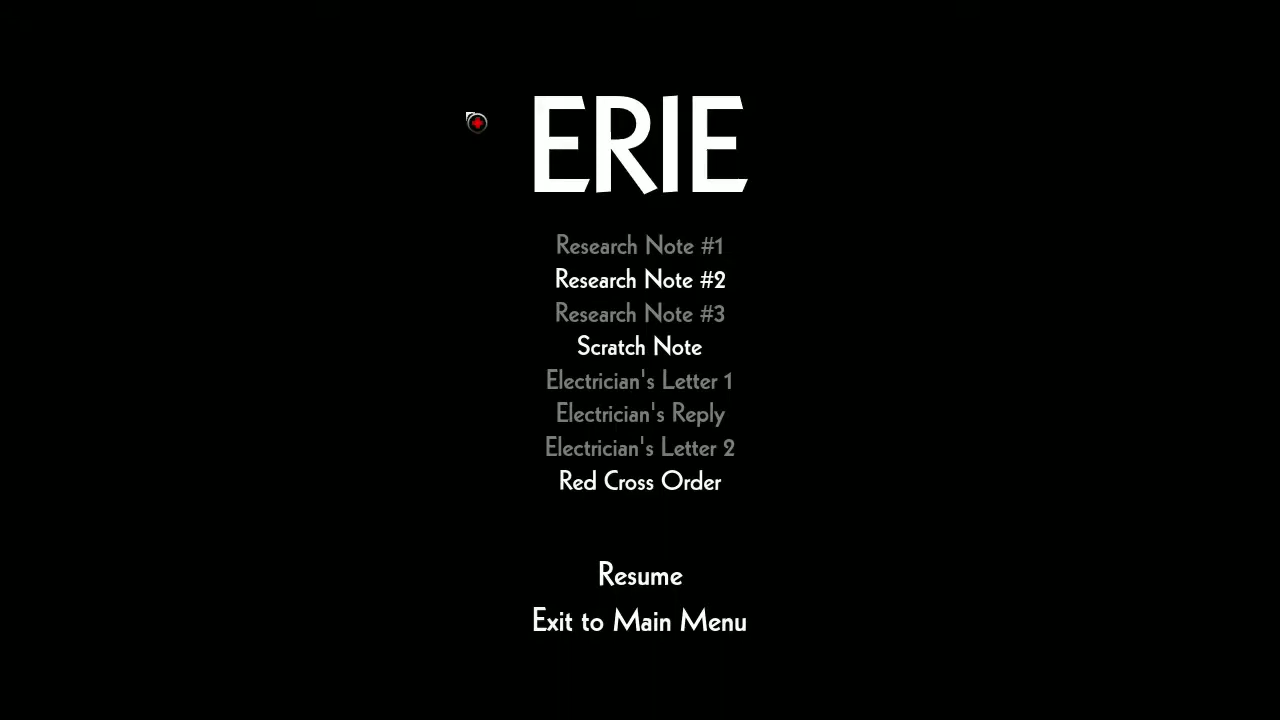 ERIE
Research Note #1
Research Note #2
Research Note #3
Scratch Note
Electrician's Letter 1
Electrician's Reply
Electrician's Letter 2
Red Cross Order
Resume
Exit to Main Menu